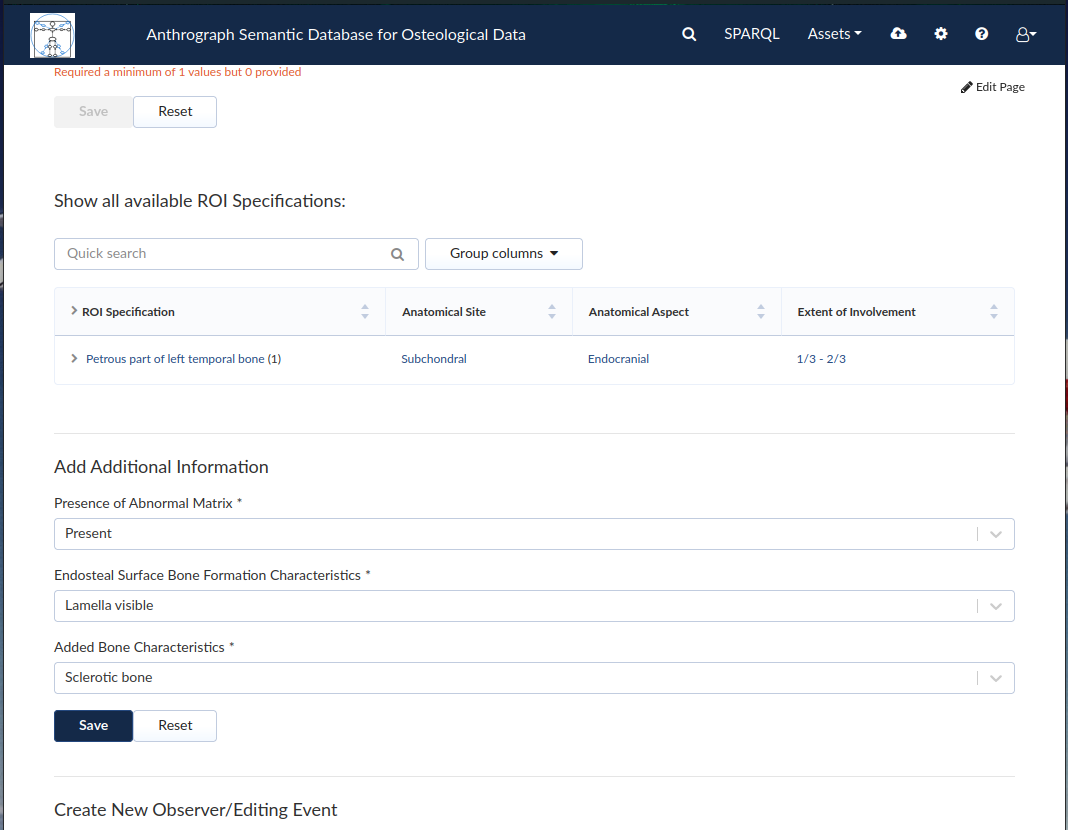 Anthrograph Semantic Database for Osteological Data
SPARQL
Assets
Required a minimum of 1 values but 0 provided
Edit Page
Save
Reset
Show all available ROI Specifications:
Quick search
Group columns
ROI Specification
Anatomical Site
Anatomical Aspect
Extent of Involvement
Petrous part of left temporal bone (1)
Subchondral
Endocranial
1/3 - 2/3
Add Additional Information
Presence of Abnormal Matrix *
Present
Endosteal Surface Bone Formation Characteristics *
Lamella visible
Added Bone Characteristics *
Sclerotic bone
Save
Reset
Create New Observer/Editing Event